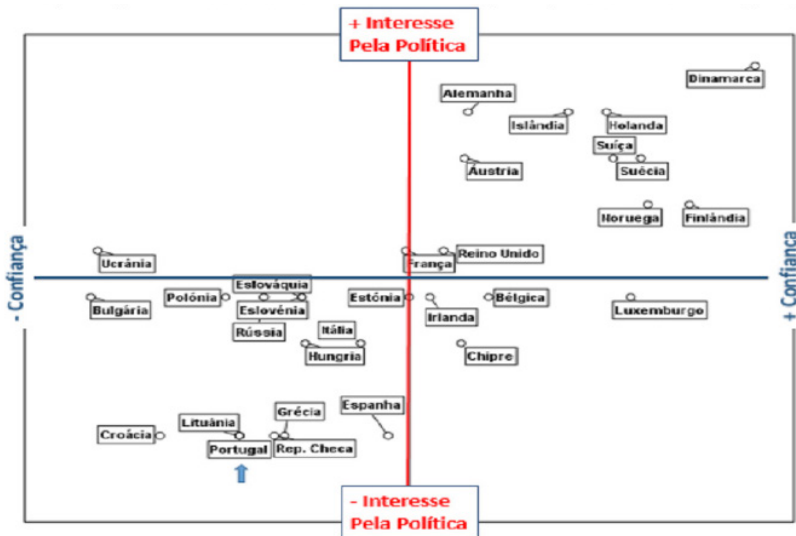 + Interesse
Pela Política
Dinamarca
Alemanha
Islândia
Holanda
Suíça
Áustria
Suécia
Noruega
Finlândia
- Confiança
+ Confiança
Ucrânia
França
Reino Unido
Eslováquia
Bulgária
Polónia
Eslovénia
Estónia
Irlanda
Bélgica
Luxemburgo
Rússia
Itália
Hungria
Chipre
Espanha
Grécia
Lituânia
Croácia
Portugal
Rep. Checa
- Interesse
Pela Política